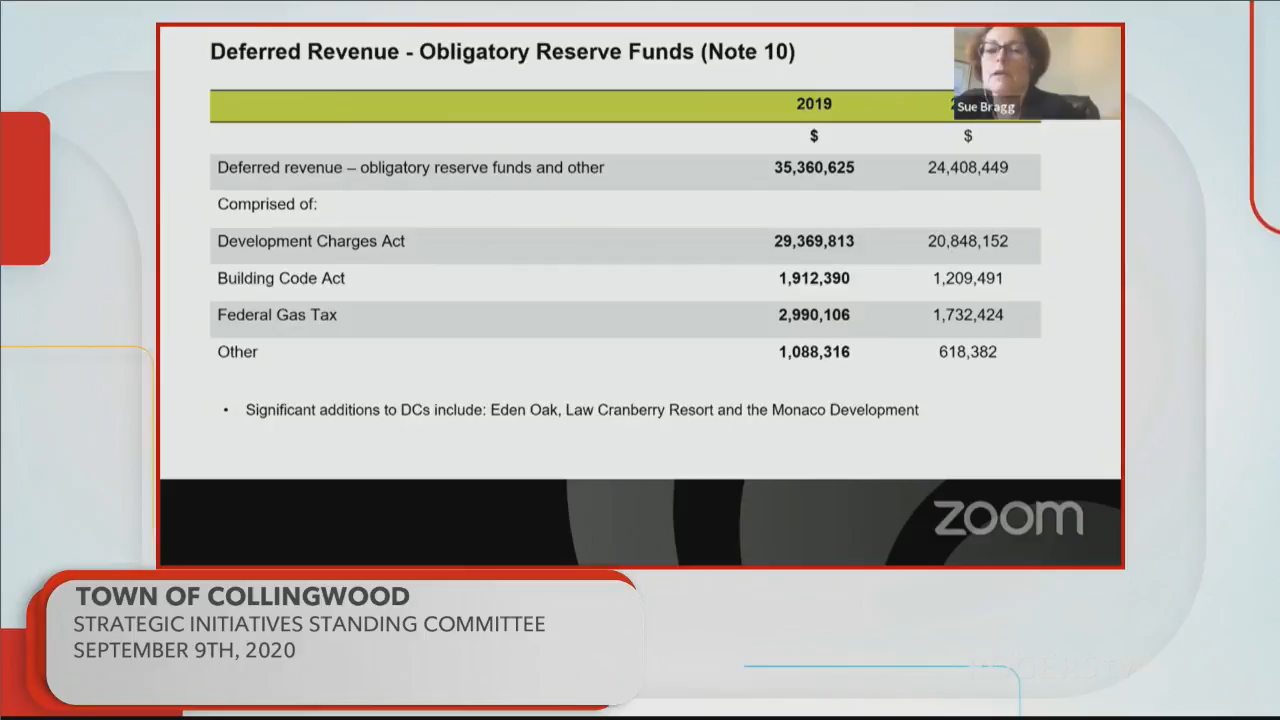 Deferred Revenue - Obligatory Reserve Funds (Note 10)
Sue Bragg
2019
$ $
Deferred revenue – obligatory reserve funds and other 35,360,625 24,408,449
Comprised of:
Development Charges Act 29,369,813 20,848,152
Building Code Act 1,912,390 1,209,491
Federal Gas Tax 2,990,106 1,732,424
Other 1,088,316 618,382
• Significant additions to DCs include: Eden Oak, Law Cranberry Resort and the Monaco Development
zoom
TOWN OF COLLINGWOOD
STRATEGIC INITIATIVES STANDING COMMITTEE
SEPTEMBER 9TH, 2020